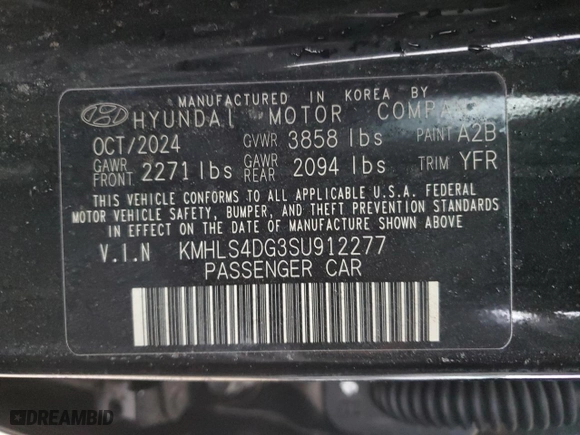 MANUFACTURED IN KOREA BY
HYUNDAI MOTOR COMPANY
OCT/2024 GVWR 3858 lbs PAINT A2B
GAWR FRONT 2271 lbs GAWR REAR 2094 lbs TRIM YFR
THIS VEHICLE CONFORMS TO ALL APPLICABLE U.S.A. FEDERAL
MOTOR VEHICLE SAFETY, BUMPER, AND THEFT PREVENTION STANDARDS
IN EFFECT ON THE DATE OF MANUFACTURE SHOWN ABOVE
V.I.N KMHLS4DG3SU912277
PASSENGER CAR
DREAMBID